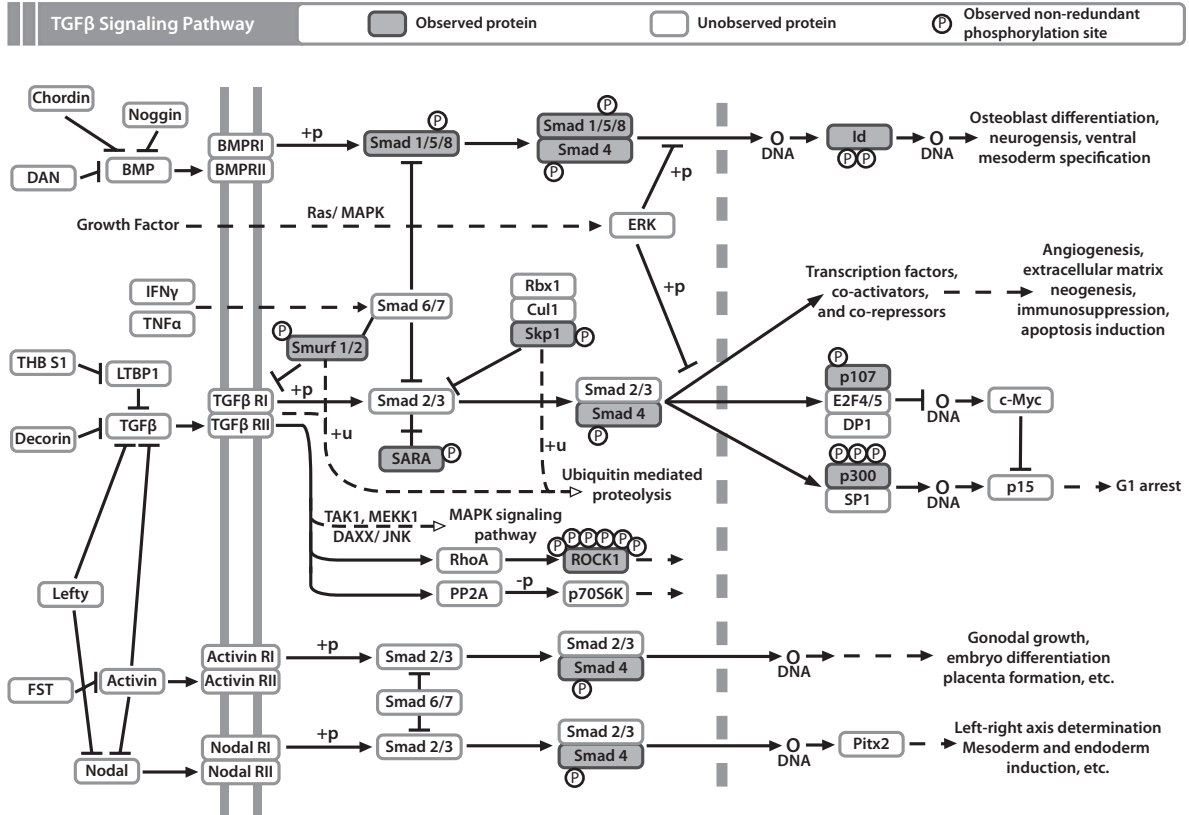 TGFβ Signaling Pathway
Observed protein
Unobserved protein
P
Observed non-redundant
phosphorylation site
Chordin
Noggin
DAN
BMP
BMPRI
BMPRII
+p
P
Smad 1/5/8
P
Smad 1/5/8
Smad 4
P
O
DNA
Id
P P
O
DNA
Osteoblast differentiation,
neurogensis, ventral
mesoderm specification
+p
Growth Factor
Ras/ MAPK
ERK
+p
IFNγ
TNFα
Smad 6/7
P
Smurf 1/2
Rbx1
Cul1
Skp1
P
Transcription factors,
co-activators,
and co-repressors
Angiogenesis,
extracellular matrix
neogenesis,
immunosuppression,
apoptosis induction
THB S1
LTBP1
Decorin
TGFβ
TGFβ RI
TGFβ RII
+p
+u
Smad 2/3
SARA
P
+u
Smad 2/3
Smad 4
P
Ubiquitin mediated
proteolysis
P
p107
E2F4/5
DP1
O
DNA
c-Myc
P P P
p300
SP1
O
DNA
p15
G1 arrest
TAK1, MEKK1
DAXX/ JNK
MAPK signaling
pathway
RhoA
P P P P P P
ROCK1
PP2A
-p
p70S6K
Lefty
FST
Activin
Activin RI
Activin RII
+p
Smad 2/3
Smad 2/3
Smad 4
P
O
DNA
Gonodal growth,
embryo differentiation
placenta formation, etc.
Smad 6/7
Nodal
Nodal RI
Nodal RII
+p
Smad 2/3
Smad 2/3
Smad 4
P
O
DNA
Pitx2
Left-right axis determination
Mesoderm and endoderm
induction, etc.